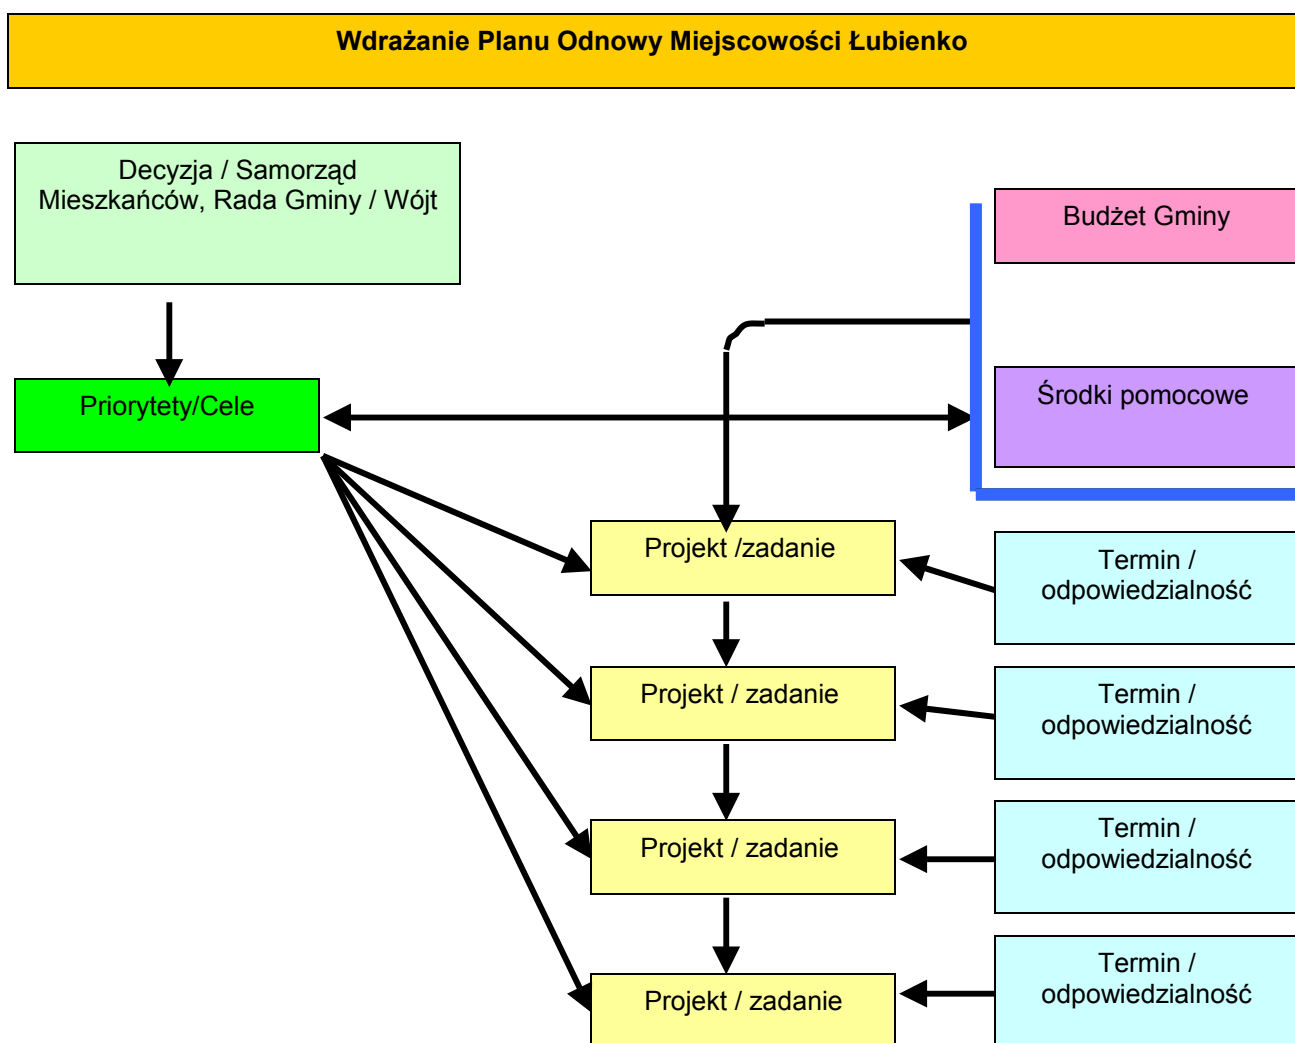 Wdrażanie Planu Odnowy Miejscowości Łubienko
Decyzja / Samorząd
Mieszkańców, Rada Gminy / Wójt
Budżet Gminy
Priorytety/Cele
Środki pomocowe
Projekt /zadanie
Termin /
odpowiedzialność
Projekt / zadanie
Termin /
odpowiedzialność
Projekt / zadanie
Termin /
odpowiedzialność
Projekt / zadanie
Termin /
odpowiedzialność